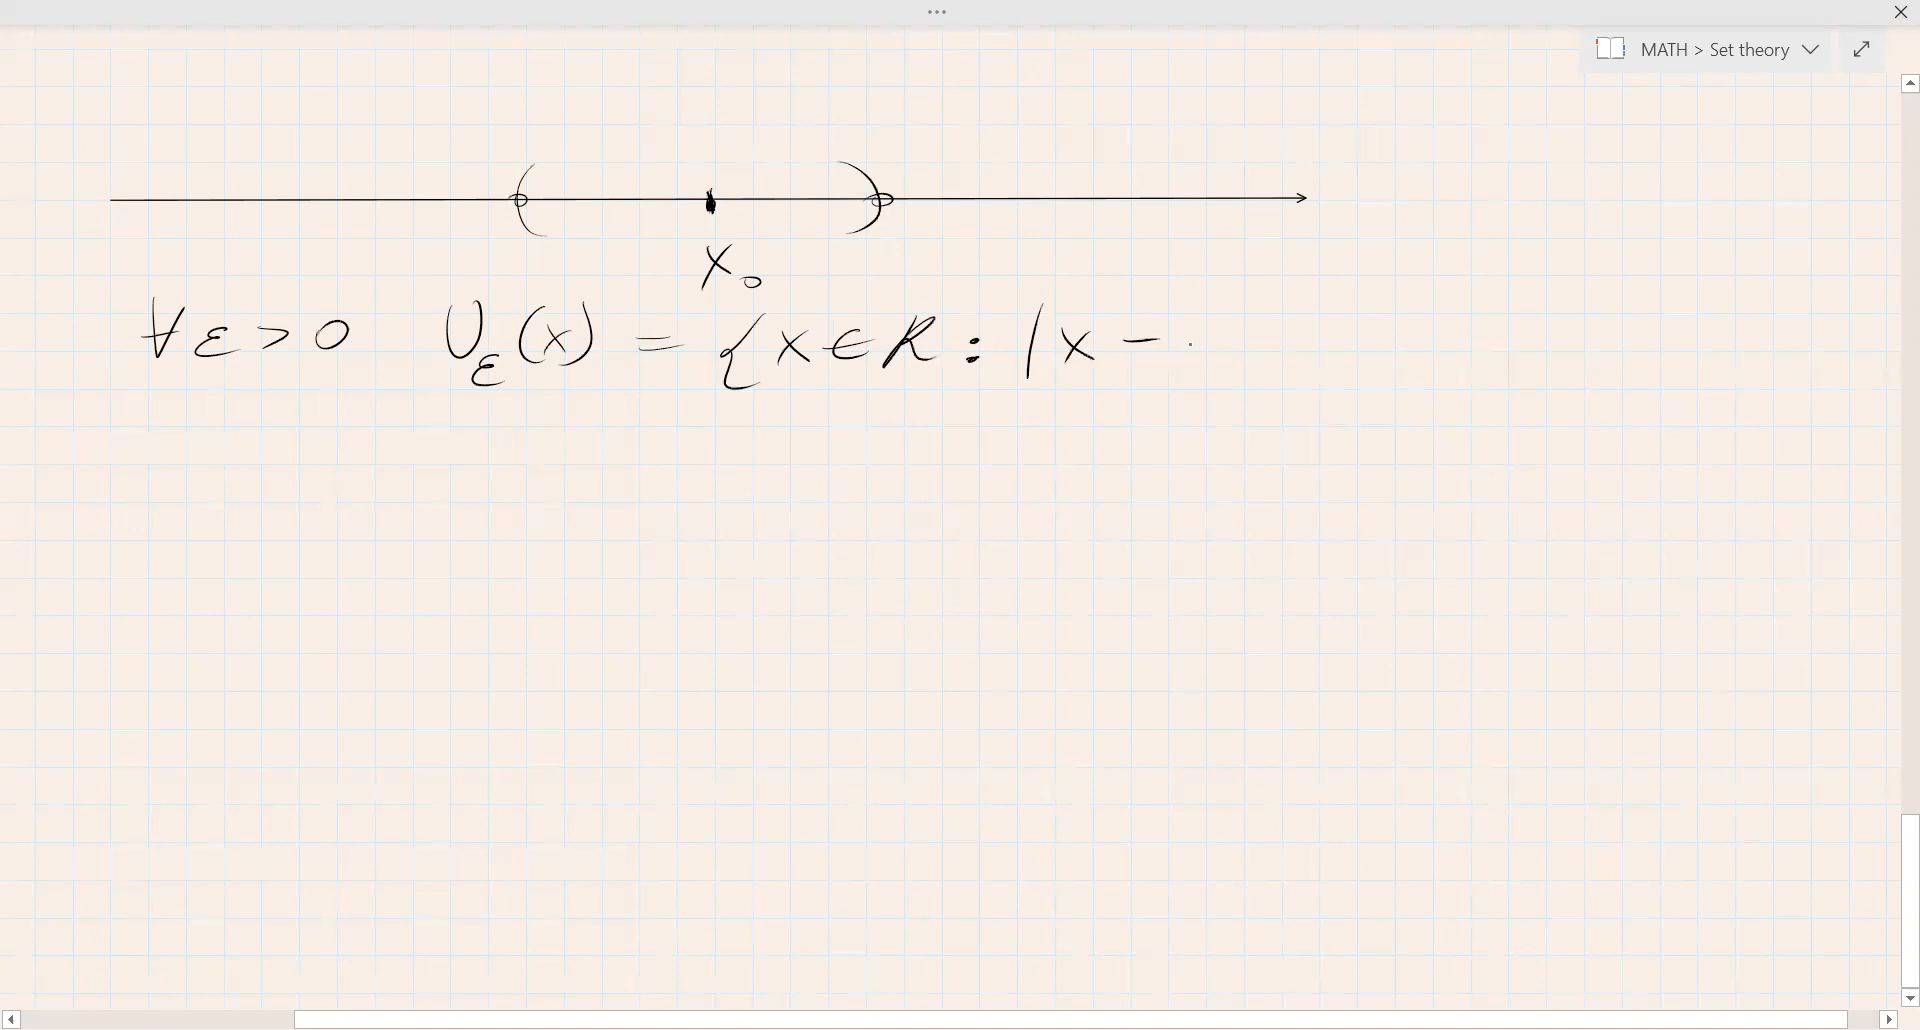 MATH > Set theory
x₀
∀ε > 0 U_ε(x) = {x ∈ R : |x −